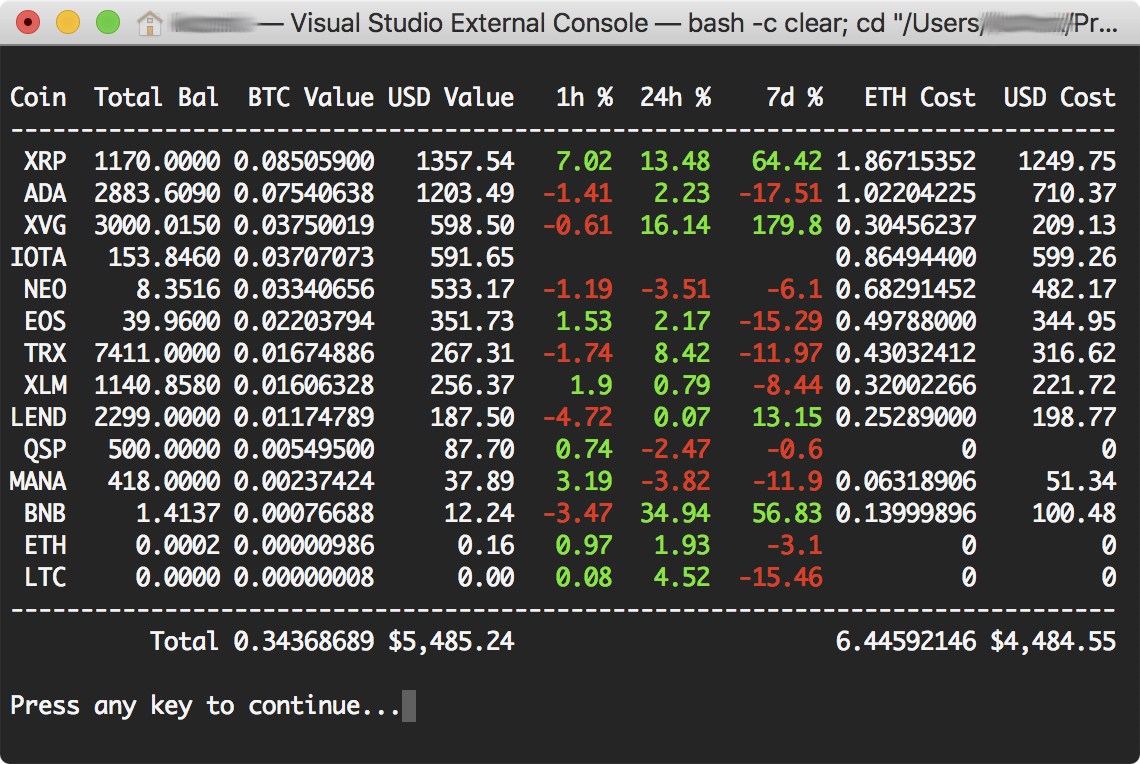 — Visual Studio External Console — bash -c clear; cd "/Users/ /Pr...
Coin Total Bal BTC Value USD Value 1h % 24h % 7d % ETH Cost USD Cost
-------------------------------------------------------------------------------
XRP 1170.0000 0.08505900 1357.54 7.02 13.48 64.42 1.86715352 1249.75
ADA 2883.6090 0.07540638 1203.49 -1.41 2.23 -17.51 1.02204225 710.37
XVG 3000.0150 0.03750019 598.50 -0.61 16.14 179.8 0.30456237 209.13
IOTA 153.8460 0.03707073 591.65 0.86494400 599.26
NEO 8.3516 0.03340656 533.17 -1.19 -3.51 -6.1 0.68291452 482.17
EOS 39.9600 0.02203794 351.73 1.53 2.17 -15.29 0.49788000 344.95
TRX 7411.0000 0.01674886 267.31 -1.74 8.42 -11.97 0.43032412 316.62
XLM 1140.8580 0.01606328 256.37 1.9 0.79 -8.44 0.32002266 221.72
LEND 2299.0000 0.01174789 187.50 -4.72 0.07 13.15 0.25289000 198.77
QSP 500.0000 0.00549500 87.70 0.74 -2.47 -0.6 0 0
MANA 418.0000 0.00237424 37.89 3.19 -3.82 -11.9 0.06318906 51.34
BNB 1.4137 0.00076688 12.24 -3.47 34.94 56.83 0.13999896 100.48
ETH 0.0002 0.00000986 0.16 0.97 1.93 -3.1 0 0
LTC 0.0000 0.00000008 0.00 0.08 4.52 -15.46 0 0
-------------------------------------------------------------------------------
Total 0.34368689 $5,485.24 6.44592146 $4,484.55
Press any key to continue...